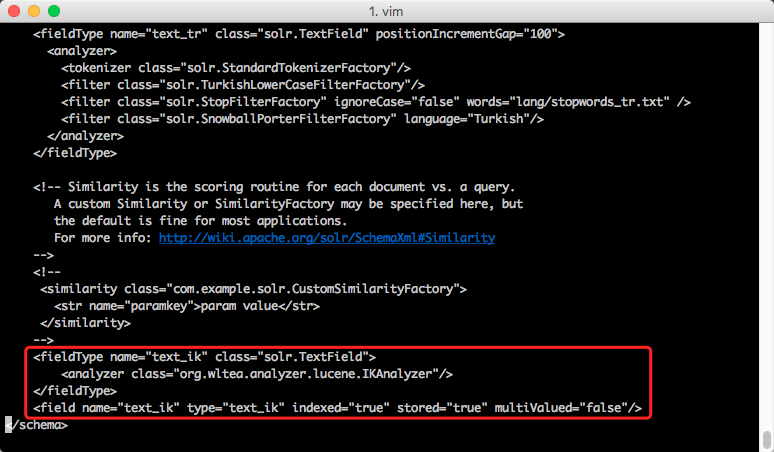 1. vim
<fieldType name="text_tr" class="solr.TextField" positionIncrementGap="100">
<analyzer>
<tokenizer class="solr.StandardTokenizerFactory"/>
<filter class="solr.TurkishLowerCaseFilterFactory"/>
<filter class="solr.StopFilterFactory" ignoreCase="false" words="lang/stopwords_tr.txt" />
<filter class="solr.SnowballPorterFilterFactory" language="Turkish"/>
</analyzer>
</fieldType>
<!-- Similarity is the scoring routine for each document vs. a query.
A custom Similarity or SimilarityFactory may be specified here, but
the default is fine for most applications.
For more info: http://wiki.apache.org/solr/SchemaXml#Similarity
-->
<!--
<similarity class="com.example.solr.CustomSimilarityFactory">
<str name="paramkey">param value</str>
</similarity>
-->
<fieldType name="text_ik" class="solr.TextField">
<analyzer class="org.wltea.analyzer.lucene.IKAnalyzer"/>
</fieldType>
<field name="text_ik" type="text_ik" indexed="true" stored="true" multiValued="false"/>
</schema>